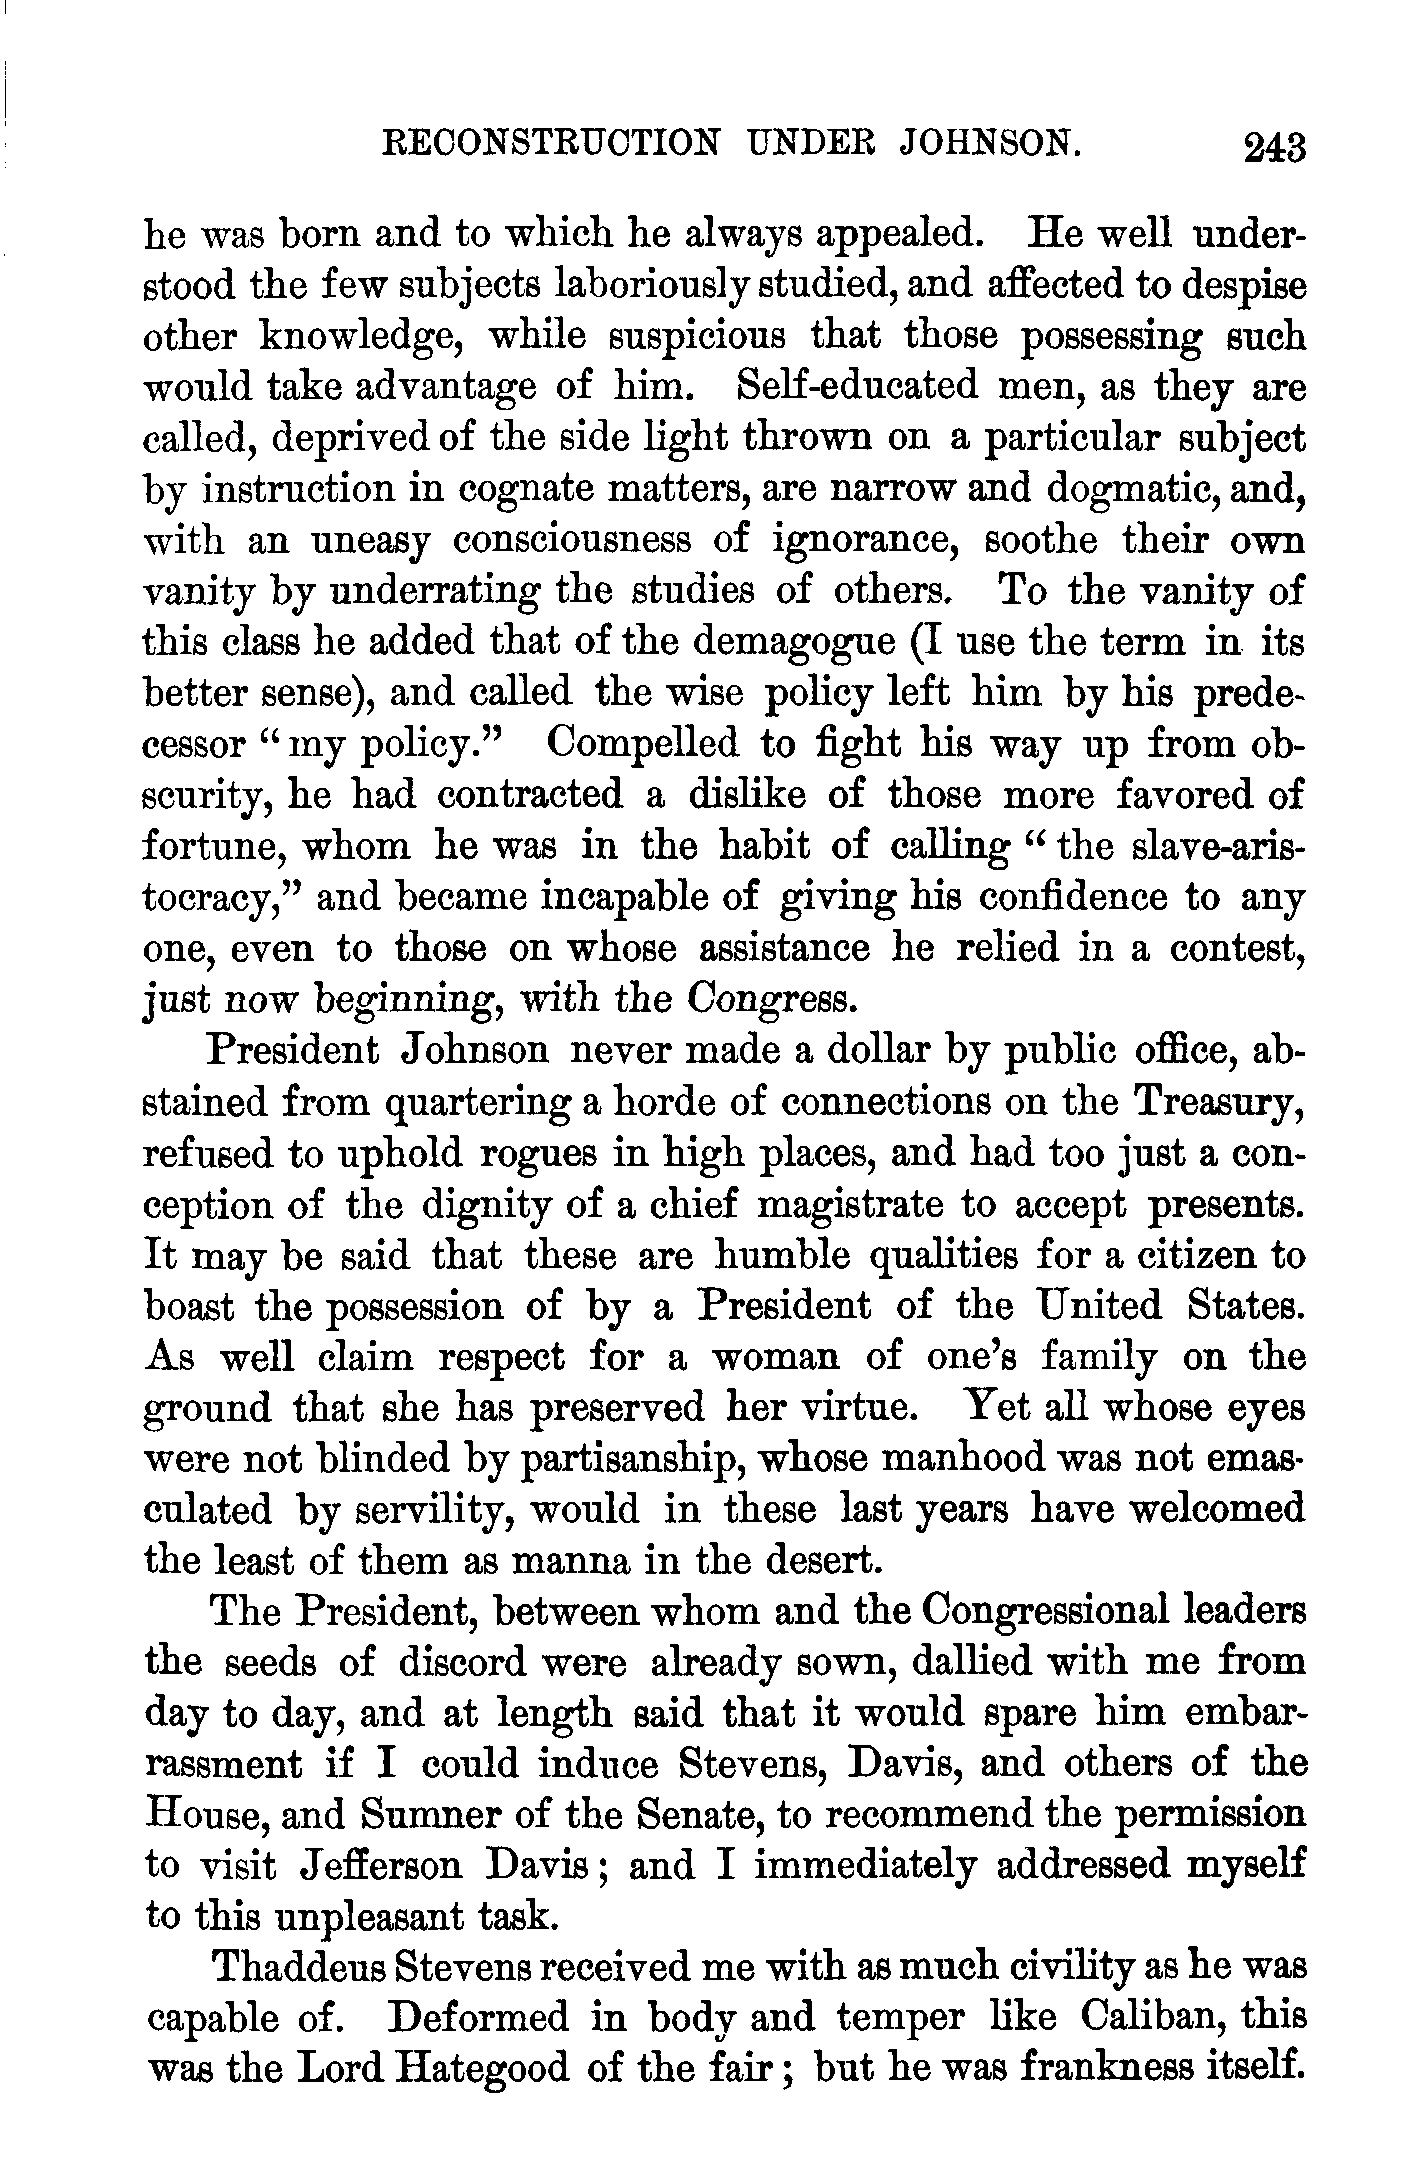 RECONSTRUCTION UNDER JOHNSON. 243
he was born and to which he always appealed. He well under-
stood the few subjects laboriously studied, and affected to despise
other knowledge, while suspicious that those possessing such
would take advantage of him. Self-educated men, as they are
called, deprived of the side light thrown on a particular subject
by instruction in cognate matters, are narrow and dogmatic, and,
with an uneasy consciousness of ignorance, soothe their own
vanity by underrating the studies of others. To the vanity of
this class he added that of the demagogue (I use the term in its
better sense), and called the wise policy left him by his prede-
cessor “my policy.” Compelled to fight his way up from ob-
scurity, he had contracted a dislike of those more favored of
fortune, whom he was in the habit of calling “the slave-aris-
tocracy,” and became incapable of giving his confidence to any
one, even to those on whose assistance he relied in a contest,
just now beginning, with the Congress.
President Johnson never made a dollar by public office, ab-
stained from quartering a horde of connections on the Treasury,
refused to uphold rogues in high places, and had too just a con-
ception of the dignity of a chief magistrate to accept presents.
It may be said that these are humble qualities for a citizen to
boast the possession of by a President of the United States.
As well claim respect for a woman of one’s family on the
ground that she has preserved her virtue. Yet all whose eyes
were not blinded by partisanship, whose manhood was not emas-
culated by servility, would in these last years have welcomed
the least of them as manna in the desert.
The President, between whom and the Congressional leaders
the seeds of discord were already sown, dallied with me from
day to day, and at length said that it would spare him embar-
rassment if I could induce Stevens, Davis, and others of the
House, and Sumner of the Senate, to recommend the permission
to visit Jefferson Davis; and I immediately addressed myself
to this unpleasant task.
Thaddeus Stevens received me with as much civility as he was
capable of. Deformed in body and temper like Caliban, this
was the Lord Hategood of the fair; but he was frankness itself.